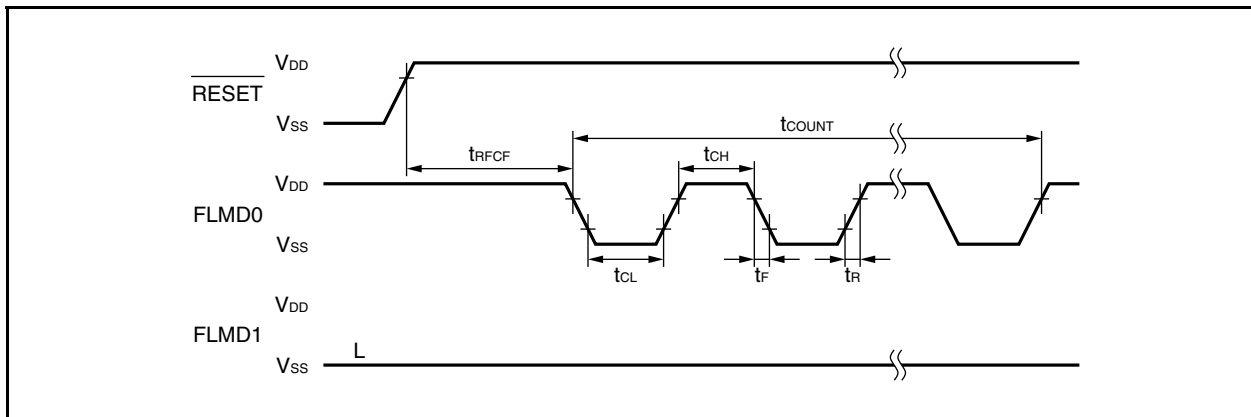 VDD
RESET
VSS
tCOUNT
tRFCF
tCH
VDD
FLMD0
VSS
tCL
tF
tR
VDD
FLMD1
L
VSS